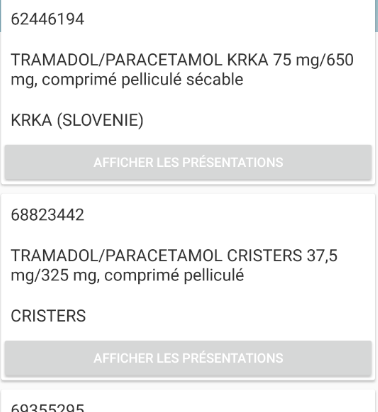 62446194
TRAMADOL/PARACETAMOL KRKA 75 mg/650
mg, comprimé pelliculé sécable
KRKA (SLOVENIE)
AFFICHER LES PRÉSENTATIONS
68823442
TRAMADOL/PARACETAMOL CRISTERS 37,5
mg/325 mg, comprimé pelliculé
CRISTERS
AFFICHER LES PRÉSENTATIONS
69355295